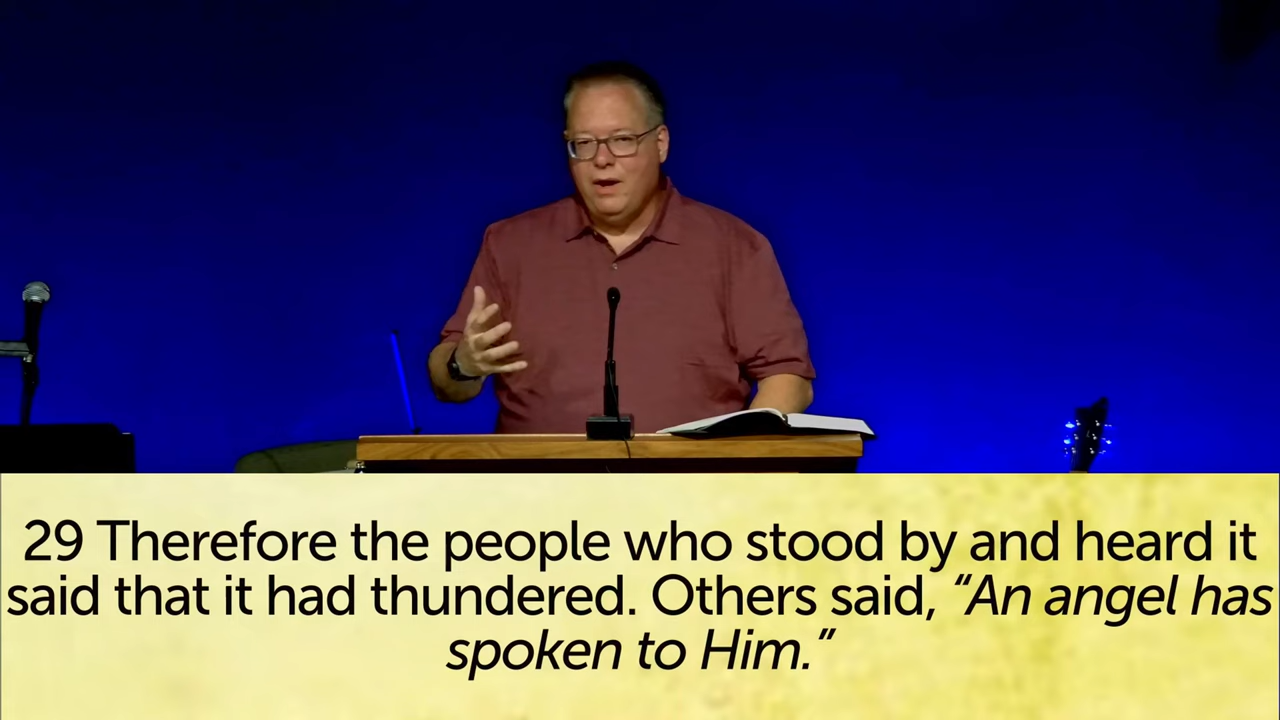 29 Therefore the people who stood by and heard it
said that it had thundered. Others said, “An angel has
spoken to Him.”